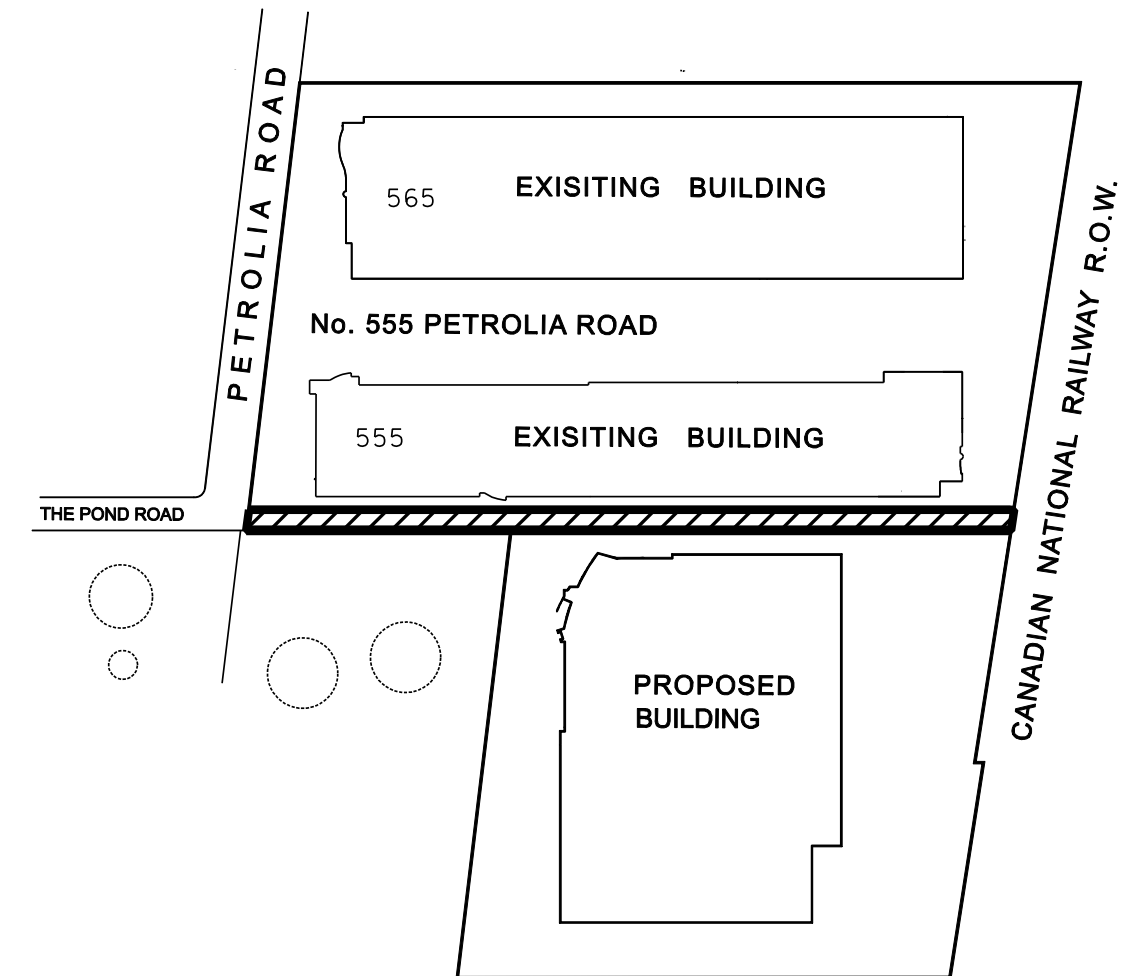 PETROLIA ROAD
565
EXISITING BUILDING
No. 555 PETROLIA ROAD
555
EXISITING BUILDING
THE POND ROAD
CANADIAN NATIONAL RAILWAY R.O.W.
PROPOSED
BUILDING